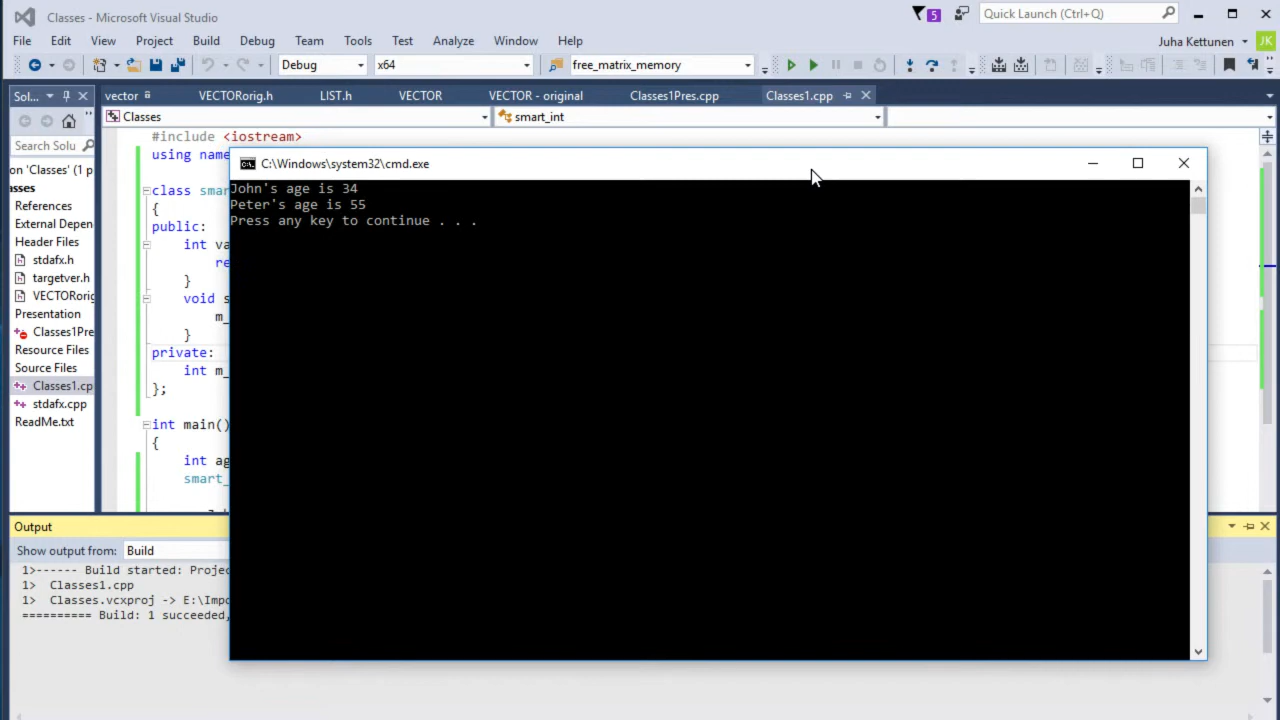 Classes - Microsoft Visual Studio
5
Quick Launch (Ctrl+Q)
File Edit View Project Build Debug Team Tools Test Analyze Window Help
Juha Kettunen JK
Debug x64 free_matrix_memory
Sol...
vector VECTORorig.h LIST.h VECTOR VECTOR - original Classes1Pres.cpp Classes1.cpp
Classes smart_int
Search Solu
on 'Classes' (1 p
asses
References
External Depen
Header Files
stdafx.h
targetver.h
VECTORorig
Presentation
Classes1Pre
Resource Files
Source Files
Classes1.cp
stdafx.cpp
ReadMe.txt
#include <iostream>
using name
class smar
{
public:
int va
re
}
void s
m_
}
private:
int m_
};
int main()
{
int ag
smart_
C:\Windows\system32\cmd.exe
John's age is 34
Peter's age is 55
Press any key to continue . . .
Output
Show output from: Build
1>------ Build started: Projec
1> Classes1.cpp
1> Classes.vcxproj -> E:\Impo
========== Build: 1 succeeded,